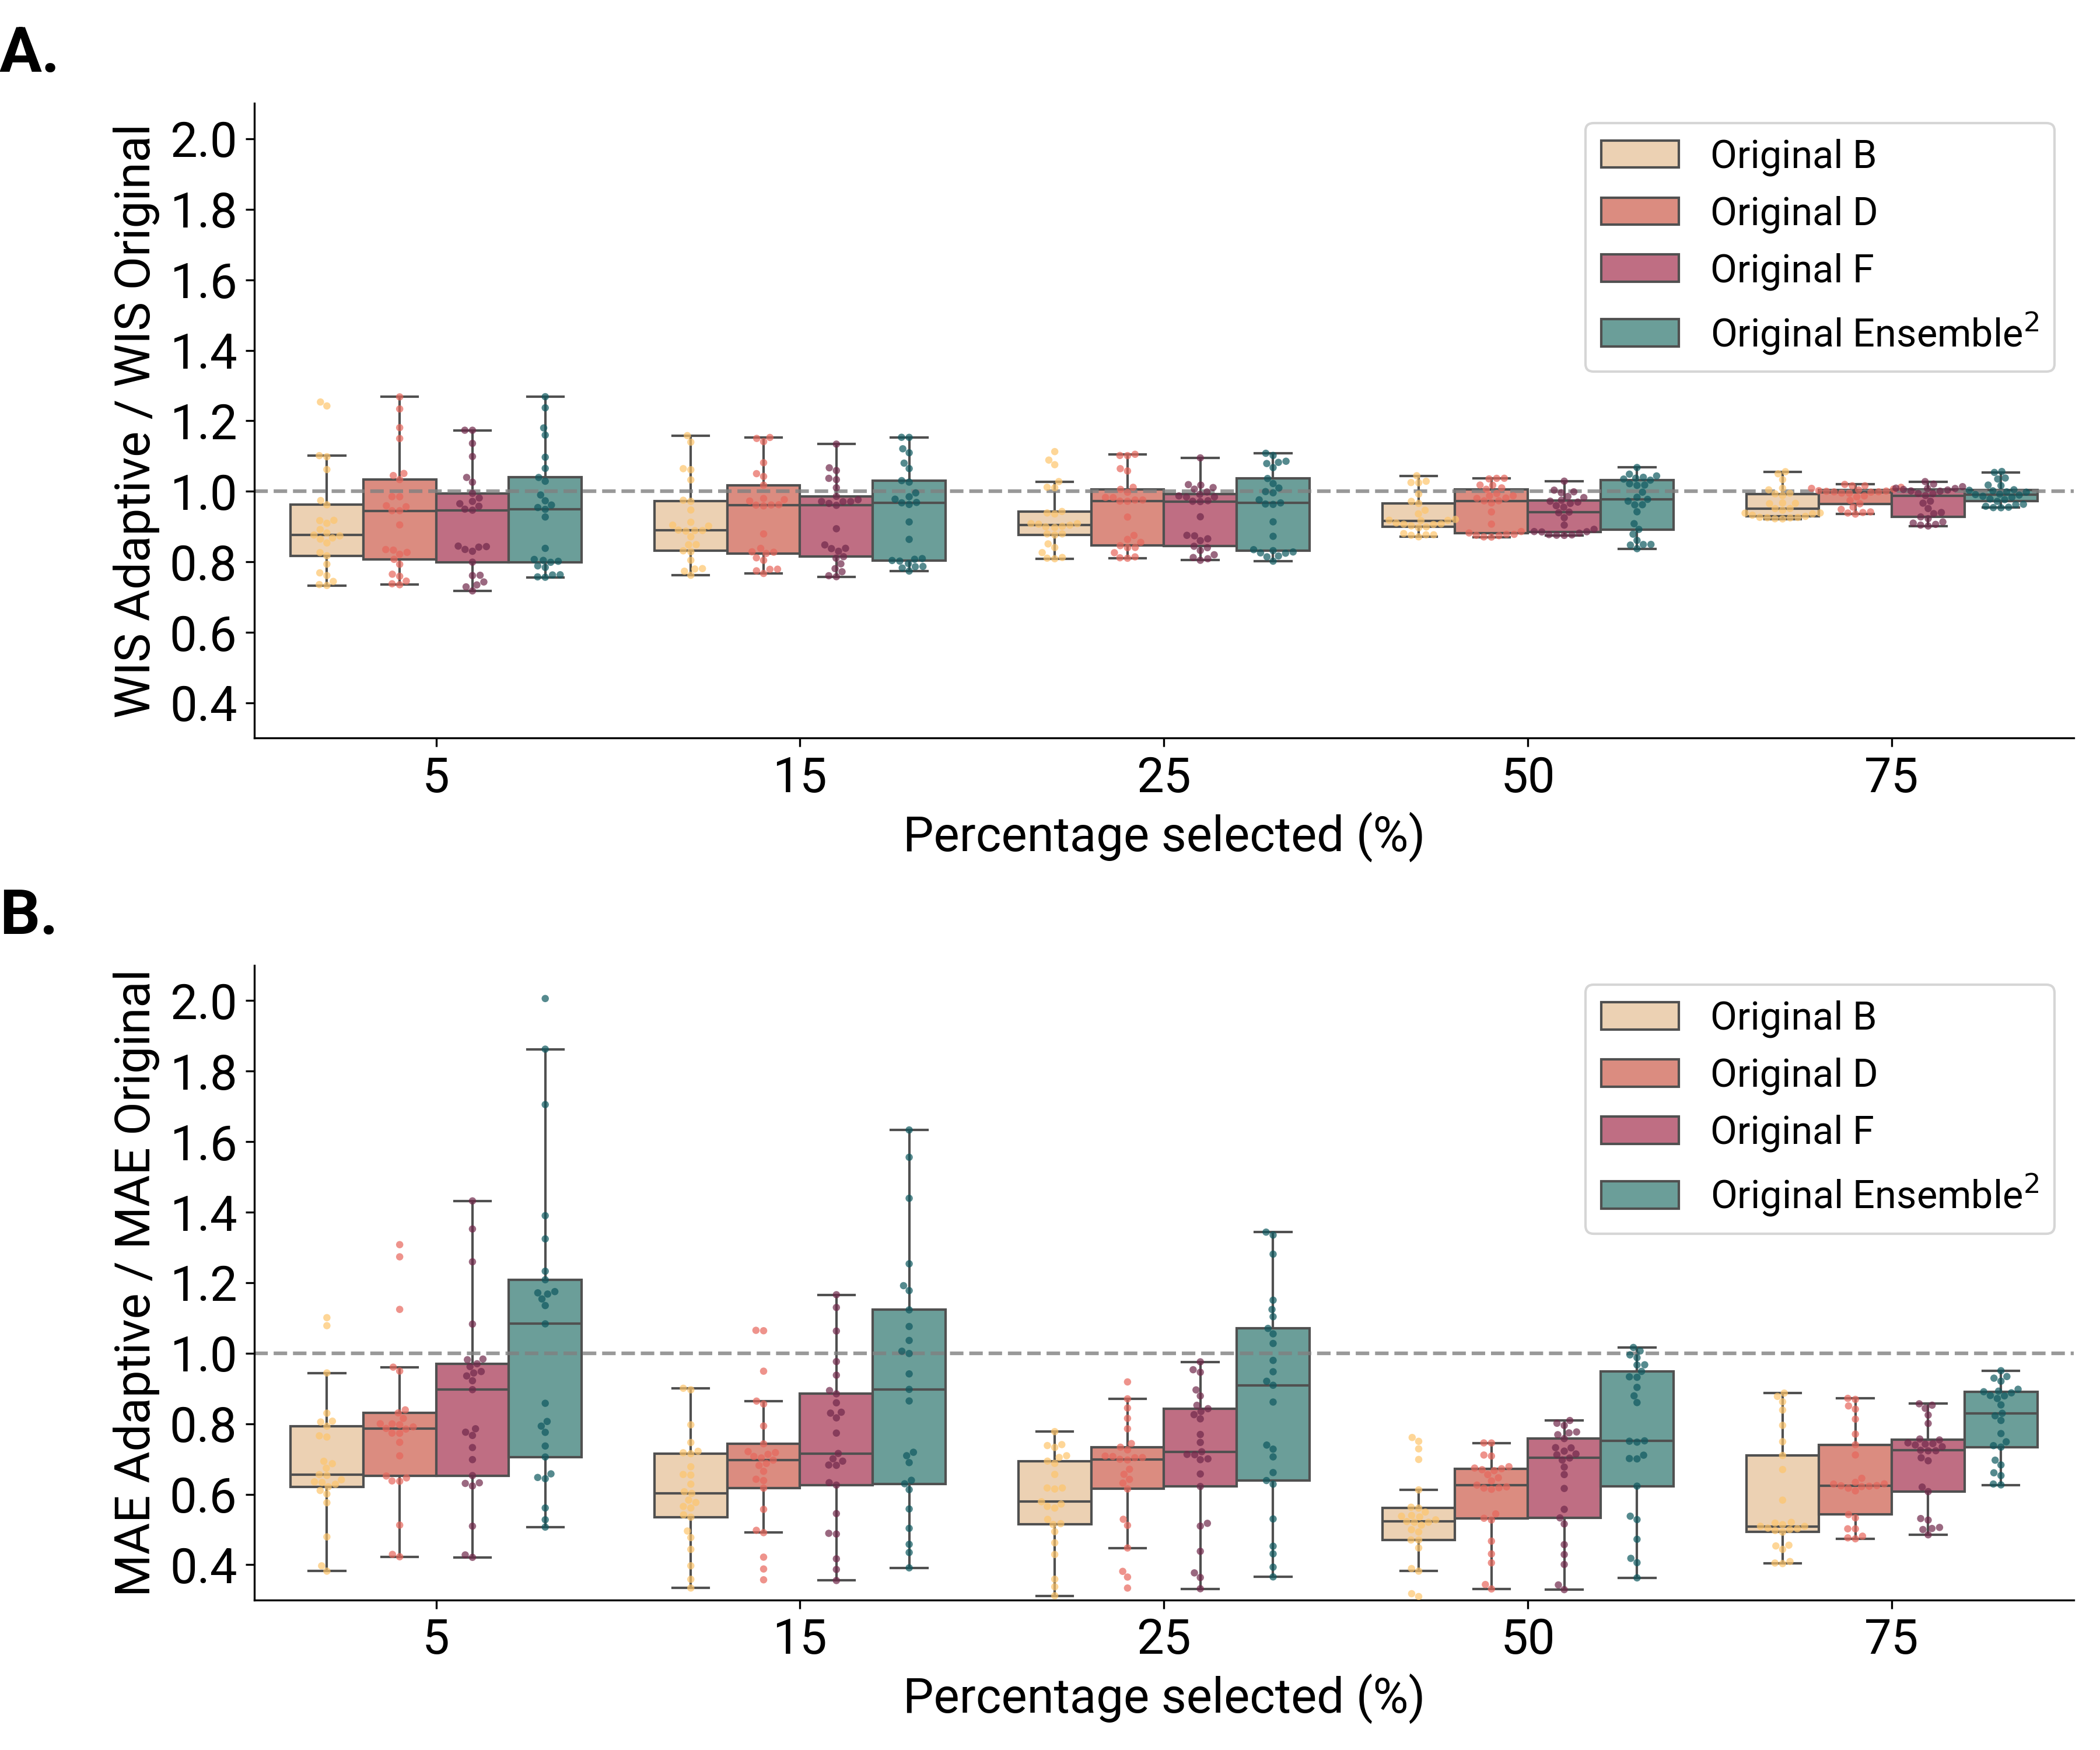 A.
WIS Adaptive / WIS Original
2.0
1.8
1.6
1.4
1.2
1.0
0.8
0.6
0.4
Original B
Original D
Original F
Original Ensemble²
5 15 25 50 75
Percentage selected (%)
B.
MAE Adaptive / MAE Original
2.0
1.8
1.6
1.4
1.2
1.0
0.8
0.6
0.4
Original B
Original D
Original F
Original Ensemble²
5 15 25 50 75
Percentage selected (%)